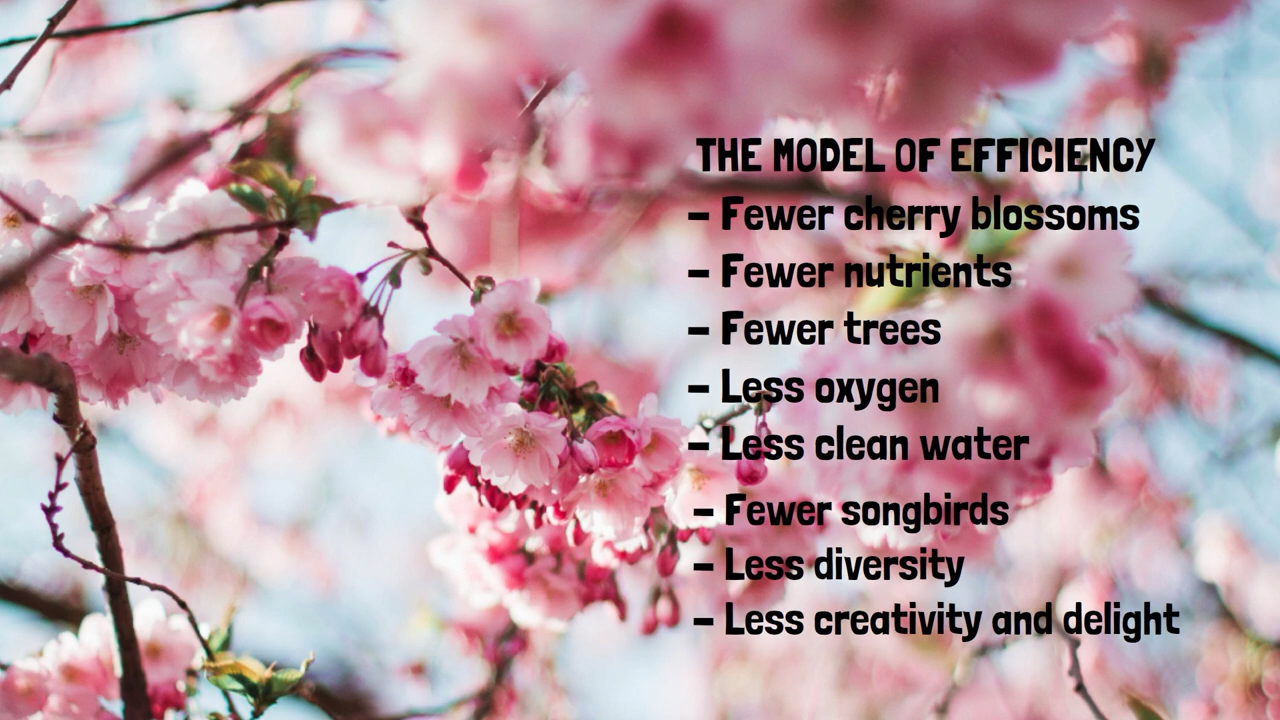 THE MODEL OF EFFICIENCY
– Fewer cherry blossoms
– Fewer nutrients
– Fewer trees
– Less oxygen
– Less clean water
– Fewer songbirds
– Less diversity
– Less creativity and delight